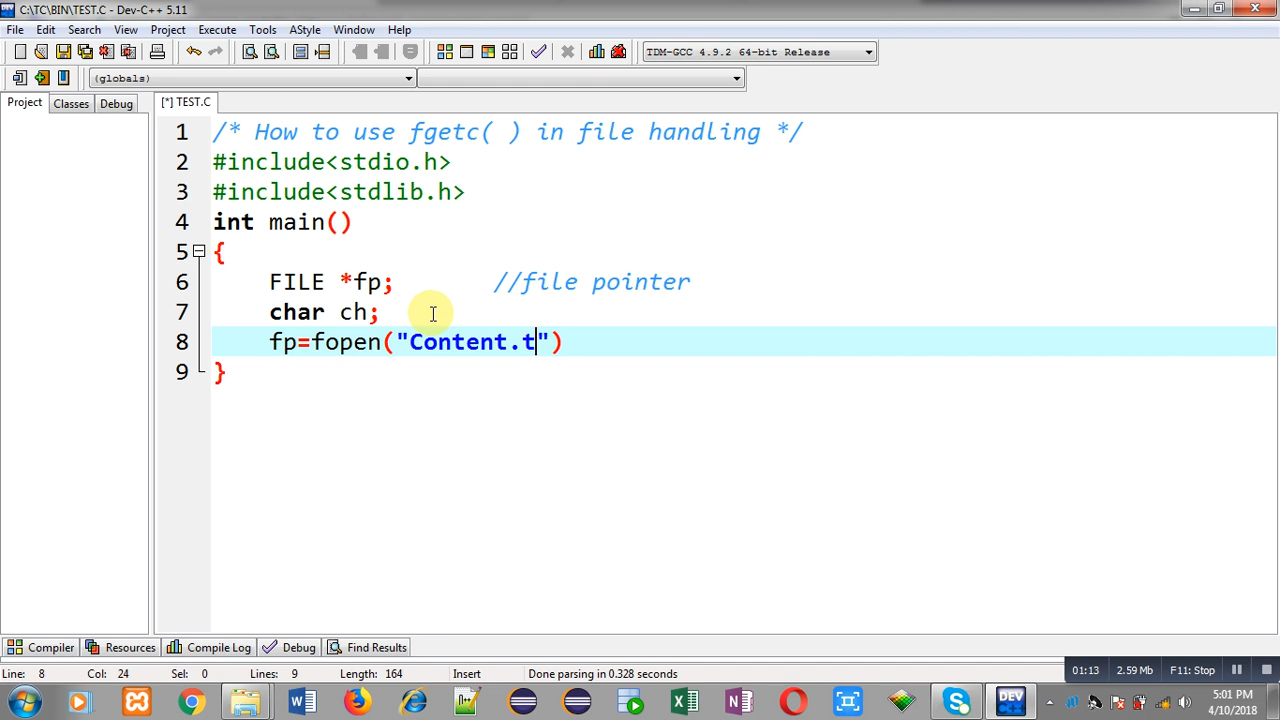 C:\TC\BIN\TEST.C - Dev-C++ 5.11
File Edit Search View Project Execute Tools AStyle Window Help
TDM-GCC 4.9.2 64-bit Release
(globals)
Project Classes Debug [*] TEST.C
1 /* How to use fgetc( ) in file handling */
2 #include<stdio.h>
3 #include<stdlib.h>
4 int main()
5 {
6 FILE *fp; //file pointer
7 char ch;
8 fp=fopen("Content.t")
9 }
Compiler Resources Compile Log Debug Find Results
Line: 8 Col: 24 Sel: 0 Lines: 9 Length: 164 Insert Done parsing in 0.328 seconds
01:13 2.59 Mb F11: Stop
DEV
C++
5:01 PM
4/10/2018